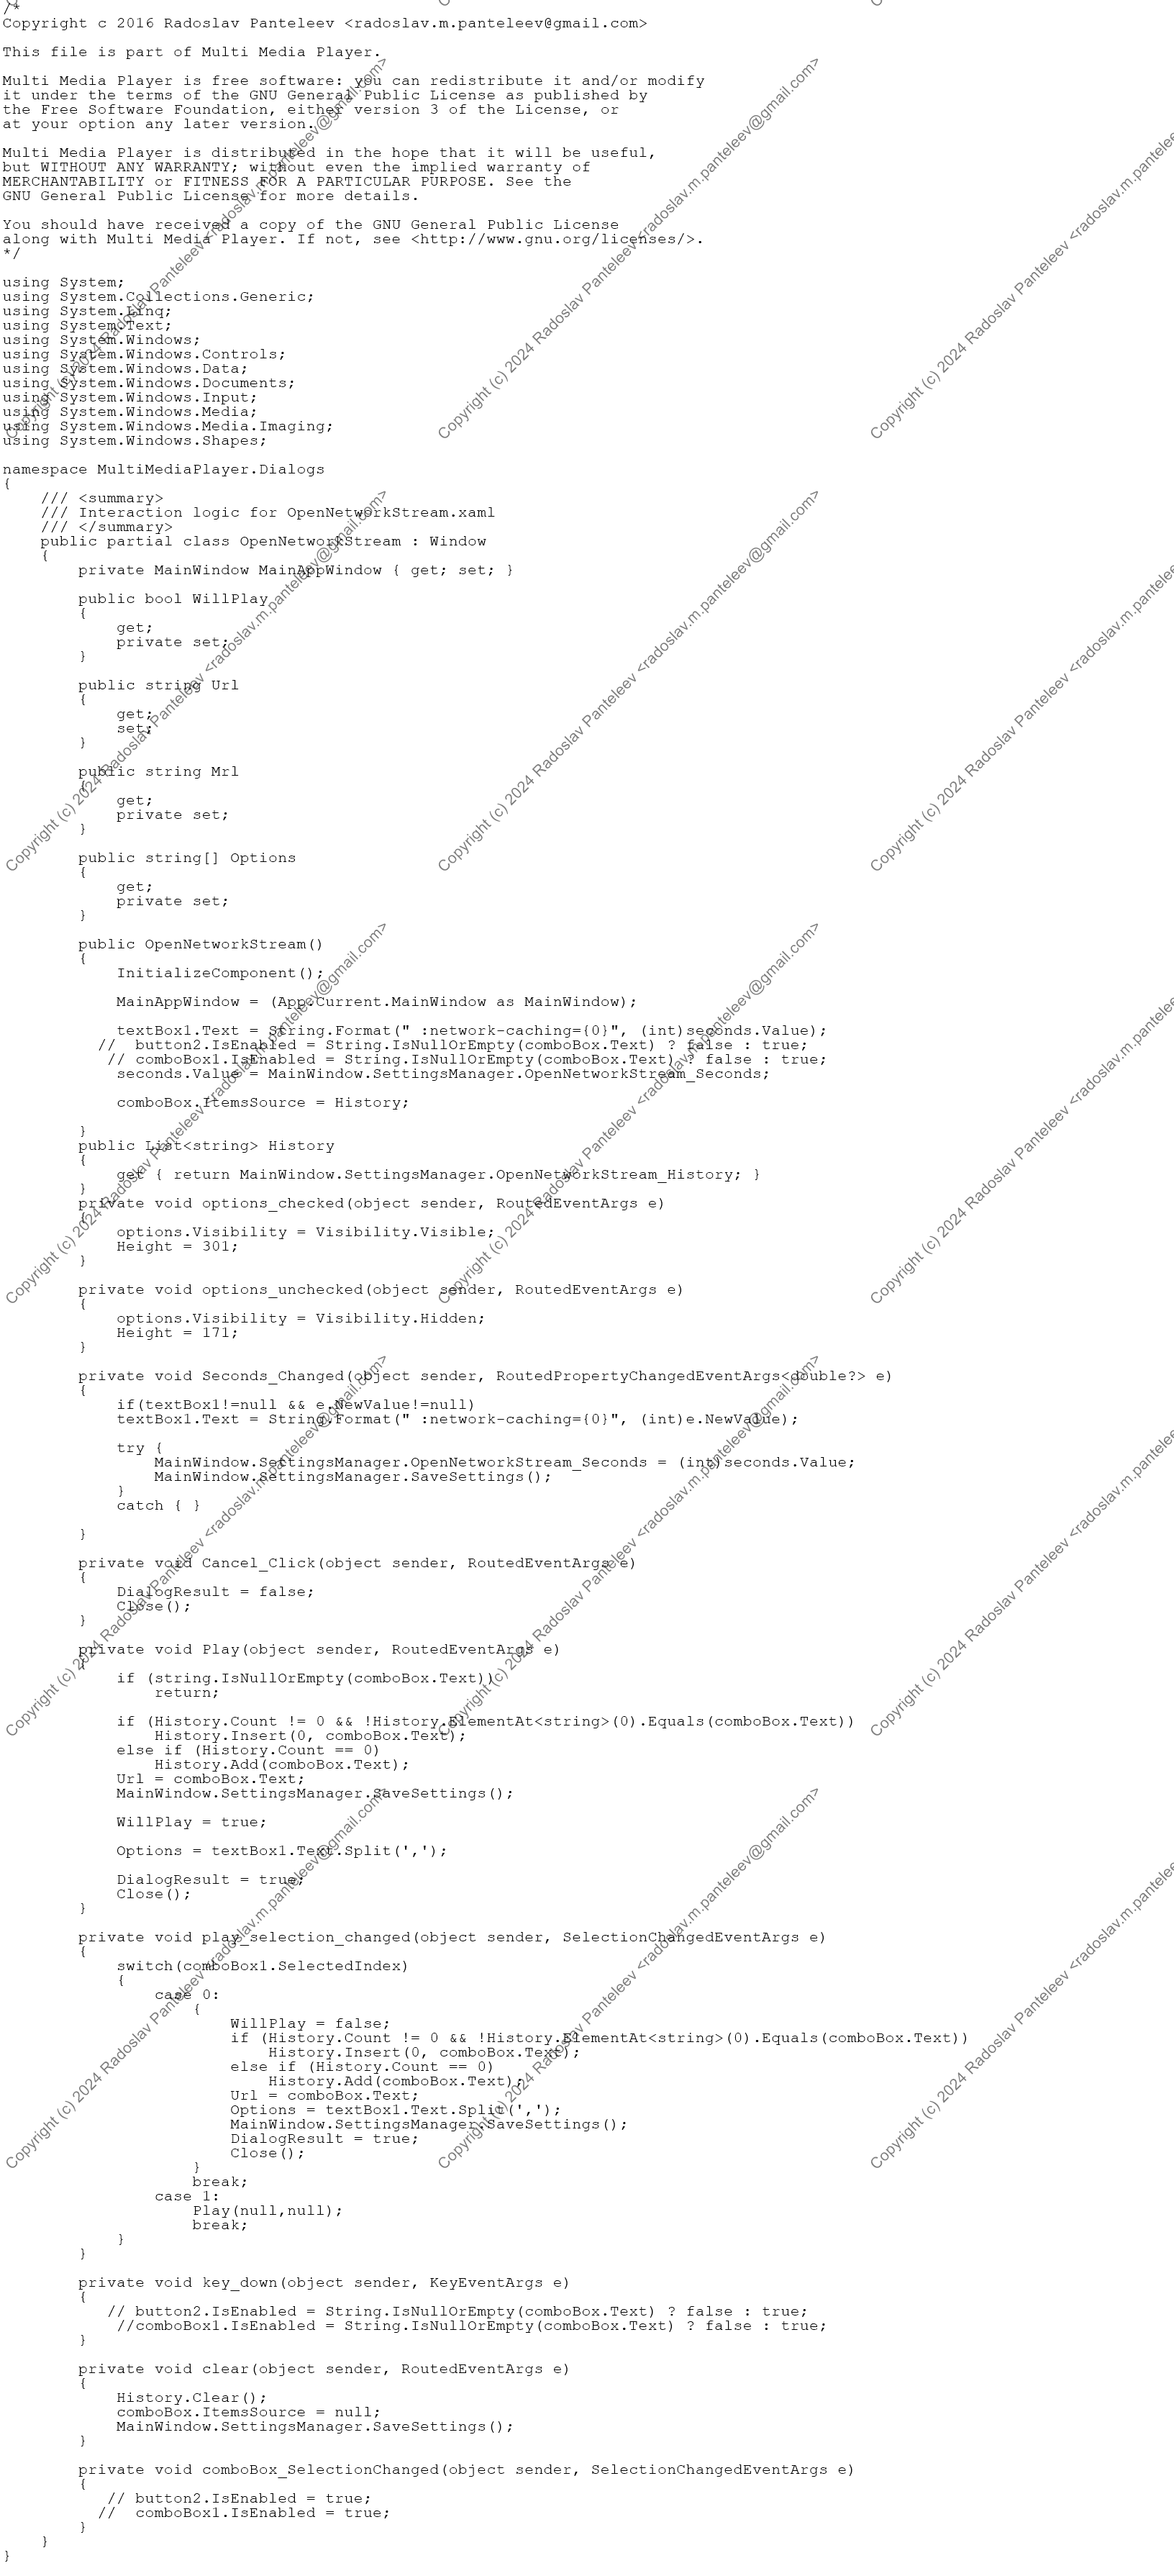 /*
Copyright c 2016 Radoslav Panteleev <radoslav.m.panteleev@gmail.com>

This file is part of Multi Media Player.

Multi Media Player is free software: you can redistribute it and/or modify
it under the terms of the GNU General Public License as published by
the Free Software Foundation, either version 3 of the License, or
at your option any later version.

Multi Media Player is distributed in the hope that it will be useful,
but WITHOUT ANY WARRANTY; without even the implied warranty of
MERCHANTABILITY or FITNESS FOR A PARTICULAR PURPOSE. See the
GNU General Public License for more details.

You should have received a copy of the GNU General Public License
along with Multi Media Player. If not, see <http://www.gnu.org/licenses/>.
*/

using System;
using System.Collections.Generic;
using System.Linq;
using System.Text;
using System.Windows;
using System.Windows.Controls;
using System.Windows.Data;
using System.Windows.Documents;
using System.Windows.Input;
using System.Windows.Media;
using System.Windows.Media.Imaging;
using System.Windows.Shapes;

namespace MultiMediaPlayer.Dialogs
{
    /// <summary>
    /// Interaction logic for OpenNetworkStream.xaml
    /// </summary>
    public partial class OpenNetworkStream : Window
    {
        private MainWindow MainAppWindow { get; set; }

        public bool WillPlay
        {
            get;
            private set;
        }

        public string Url
        {
            get;
            set;
        }

        public string Mrl
        {
            get;
            private set;
        }

        public string[] Options
        {
            get;
            private set;
        }

        public OpenNetworkStream()
        {
            InitializeComponent();

            MainAppWindow = (App.Current.MainWindow as MainWindow);

            textBox1.Text = String.Format(" :network-caching={0}", (int)seconds.Value);
          //  button2.IsEnabled = String.IsNullOrEmpty(comboBox.Text) ? false : true;
           // comboBox1.IsEnabled = String.IsNullOrEmpty(comboBox.Text) ? false : true;
            seconds.Value = MainWindow.SettingsManager.OpenNetworkStream_Seconds;

            comboBox.ItemsSource = History;

        }
        public List<string> History
        {
            get { return MainWindow.SettingsManager.OpenNetworkStream_History; }
        }
        private void options_checked(object sender, RoutedEventArgs e)
        {
            options.Visibility = Visibility.Visible;
            Height = 301;
        }

        private void options_unchecked(object sender, RoutedEventArgs e)
        {
            options.Visibility = Visibility.Hidden;
            Height = 171;
        }

        private void Seconds_Changed(object sender, RoutedPropertyChangedEventArgs<double?> e)
        {
            if(textBox1!=null && e.NewValue!=null)
            textBox1.Text = String.Format(" :network-caching={0}", (int)e.NewValue);

            try {
                MainWindow.SettingsManager.OpenNetworkStream_Seconds = (int)seconds.Value;
                MainWindow.SettingsManager.SaveSettings();
            }
            catch { }

        }

        private void Cancel_Click(object sender, RoutedEventArgs e)
        {
            DialogResult = false;
            Close();
        }

        private void Play(object sender, RoutedEventArgs e)
        {
            if (string.IsNullOrEmpty(comboBox.Text))
                return;

            if (History.Count != 0 && !History.ElementAt<string>(0).Equals(comboBox.Text))
                History.Insert(0, comboBox.Text);
            else if (History.Count == 0)
                History.Add(comboBox.Text);
            Url = comboBox.Text;
            MainWindow.SettingsManager.SaveSettings();

            WillPlay = true;

            Options = textBox1.Text.Split(',');

            DialogResult = true;
            Close();
        }

        private void play_selection_changed(object sender, SelectionChangedEventArgs e)
        {
            switch(comboBox1.SelectedIndex)
            {
                case 0:
                    {
                        WillPlay = false;
                        if (History.Count != 0 && !History.ElementAt<string>(0).Equals(comboBox.Text))
                            History.Insert(0, comboBox.Text);
                        else if (History.Count == 0)
                            History.Add(comboBox.Text);
                        Url = comboBox.Text;
                        Options = textBox1.Text.Split(',');
                        MainWindow.SettingsManager.SaveSettings();
                        DialogResult = true;
                        Close();
                    }
                    break;
                case 1:
                    Play(null,null);
                    break;
            }
        }

        private void key_down(object sender, KeyEventArgs e)
        {
           // button2.IsEnabled = String.IsNullOrEmpty(comboBox.Text) ? false : true;
            //comboBox1.IsEnabled = String.IsNullOrEmpty(comboBox.Text) ? false : true;
        }

        private void clear(object sender, RoutedEventArgs e)
        {
            History.Clear();
            comboBox.ItemsSource = null;
            MainWindow.SettingsManager.SaveSettings();
        }

        private void comboBox_SelectionChanged(object sender, SelectionChangedEventArgs e)
        {
           // button2.IsEnabled = true;
          //  comboBox1.IsEnabled = true;
        }
    }
}
Copyright (c) 2024 Radoslav Panteleev <radoslav.m.panteleev@gmail.com>